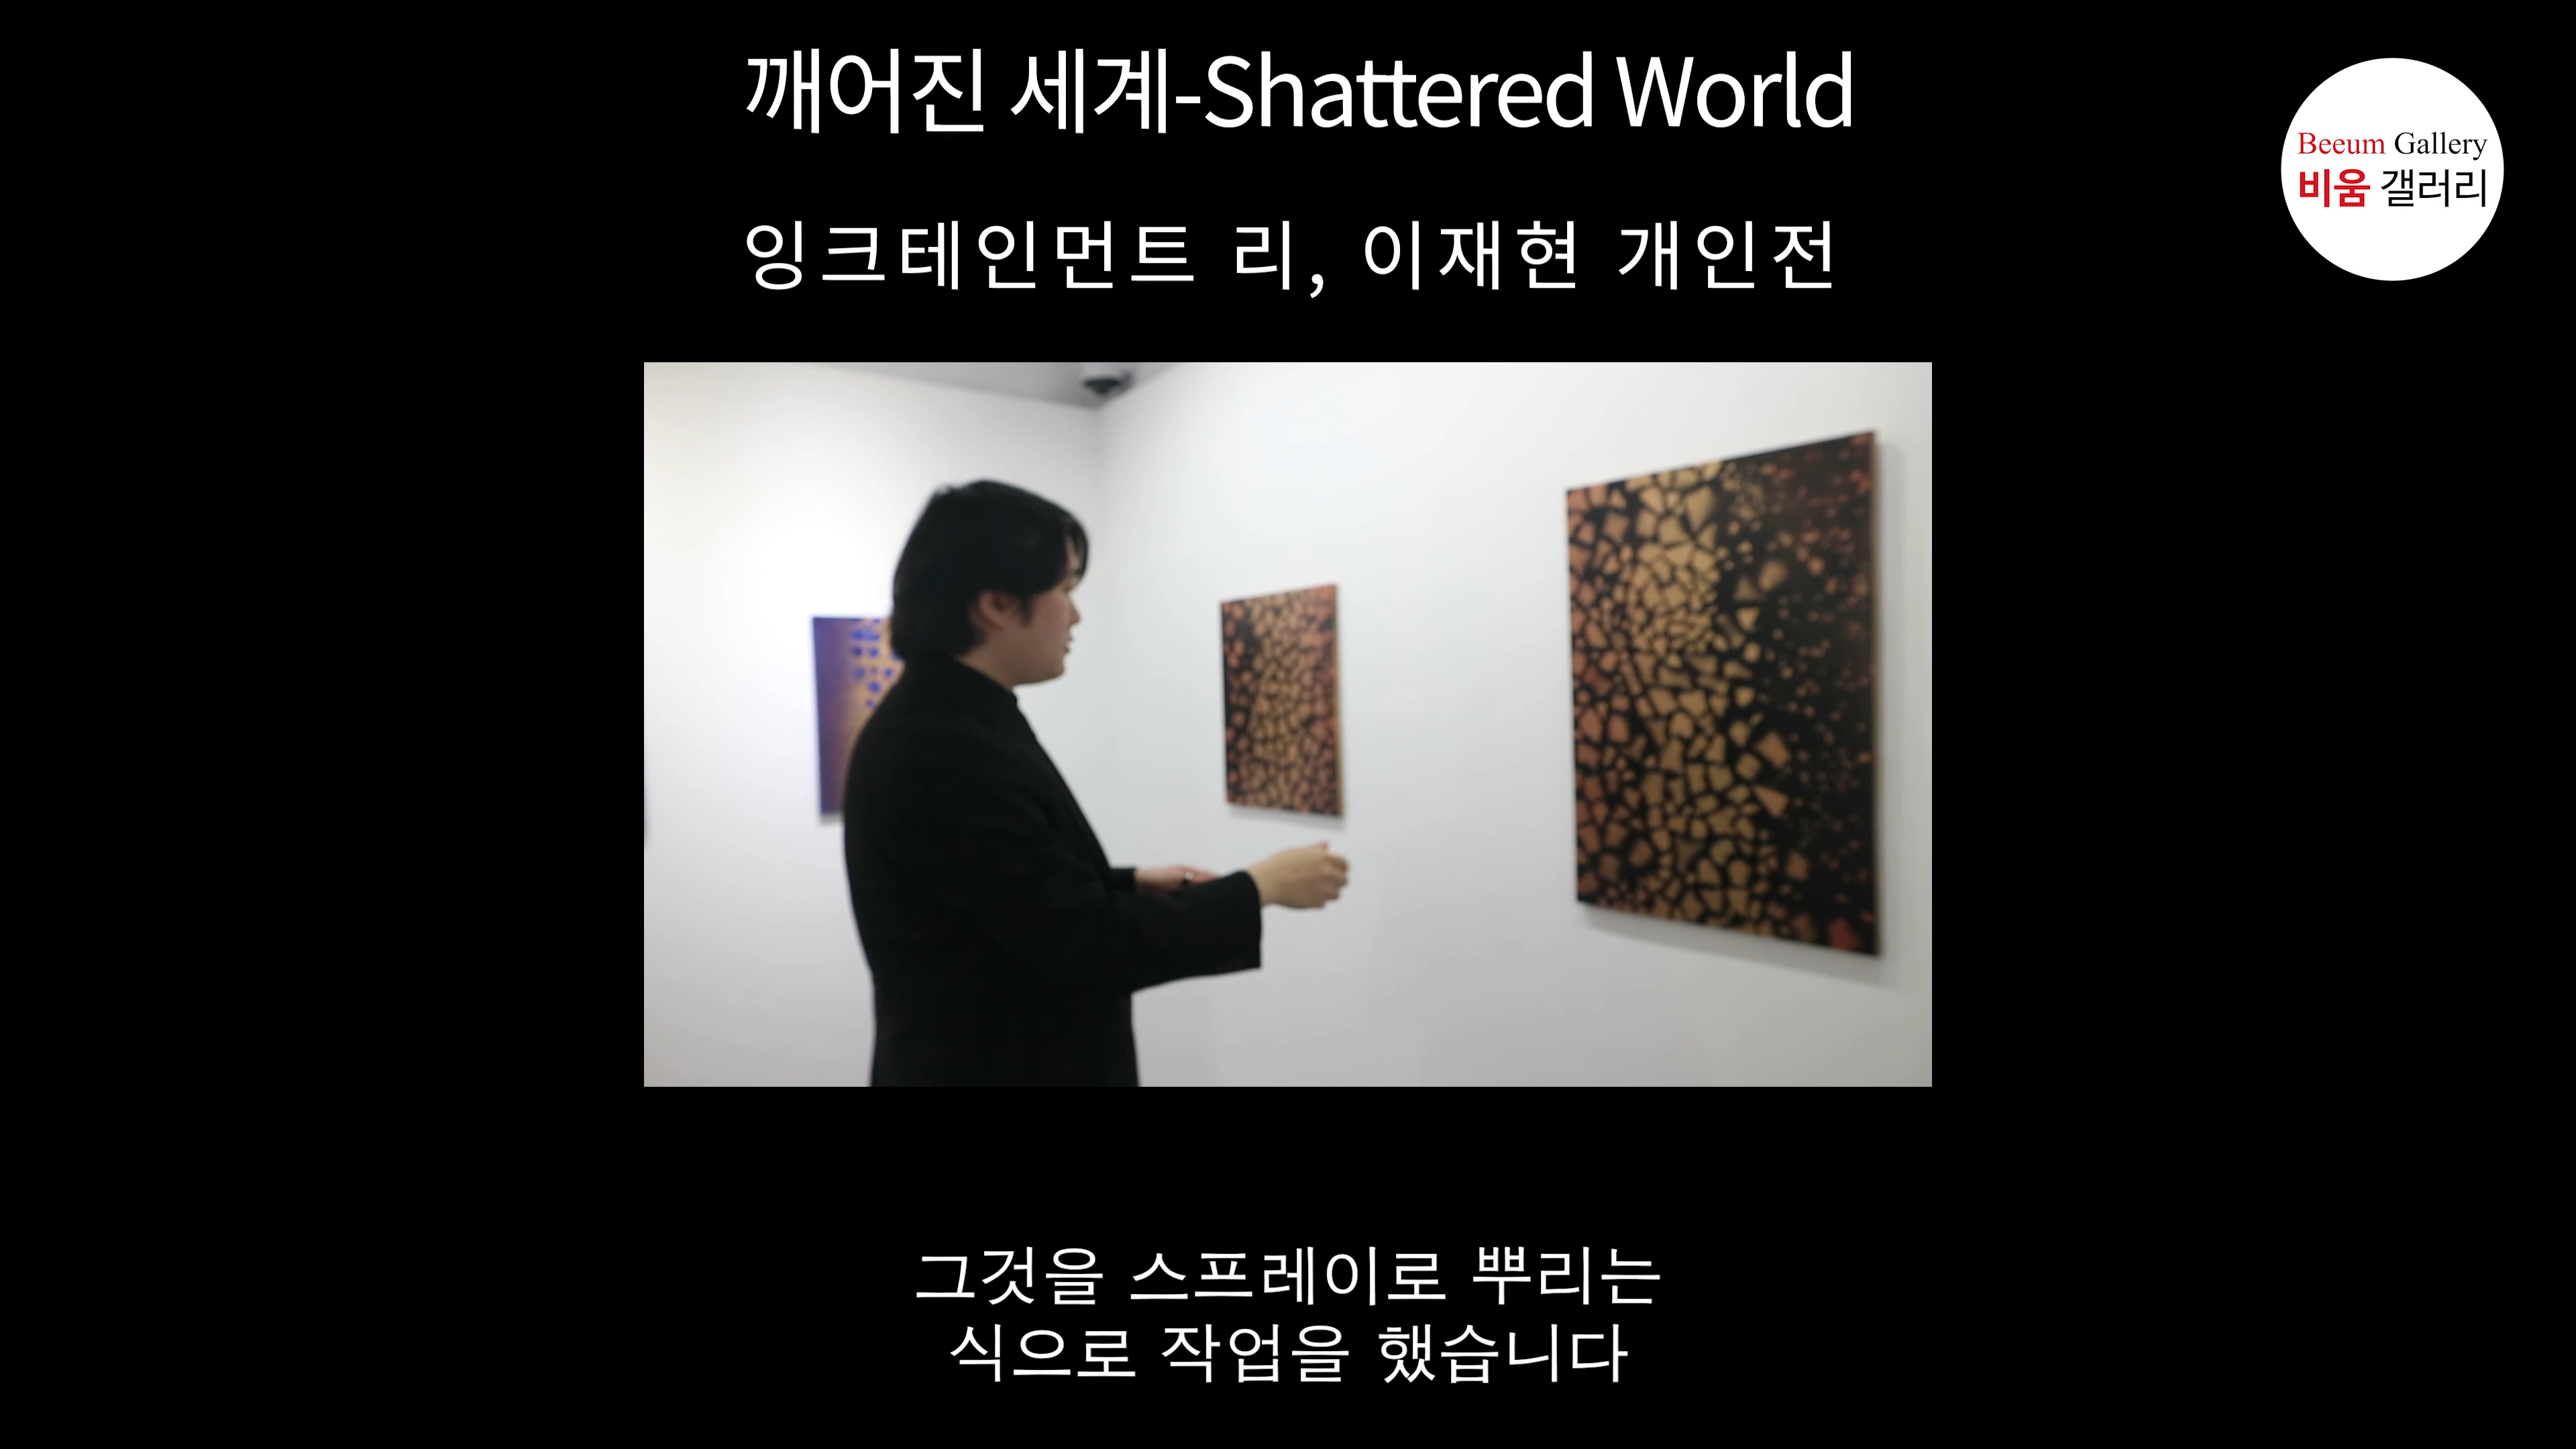 깨어진 세계-Shattered World
잉크테인먼트 리, 이재현 개인전
Beeum Gallery
비움 갤러리
그것을 스프레이로 뿌리는
식으로 작업을 했습니다